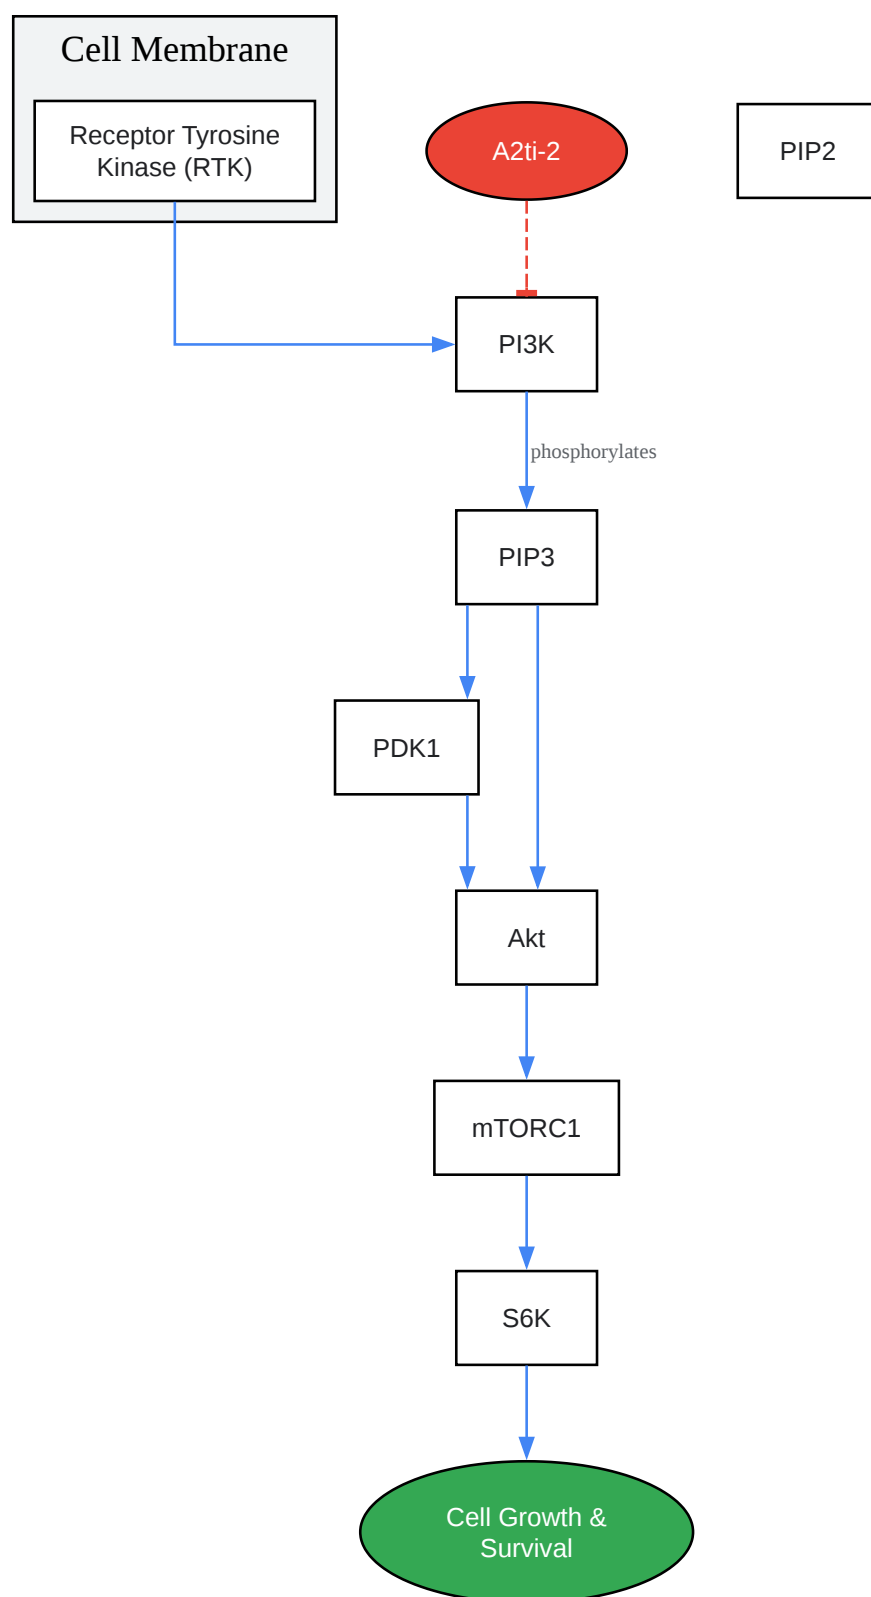 Cell Membrane
Receptor Tyrosine
Kinase (RTK)
A2ti-2
PIP2
PI3K
phosphorylates
PIP3
PDK1
Akt
mTORC1
S6K
Cell Growth &
Survival